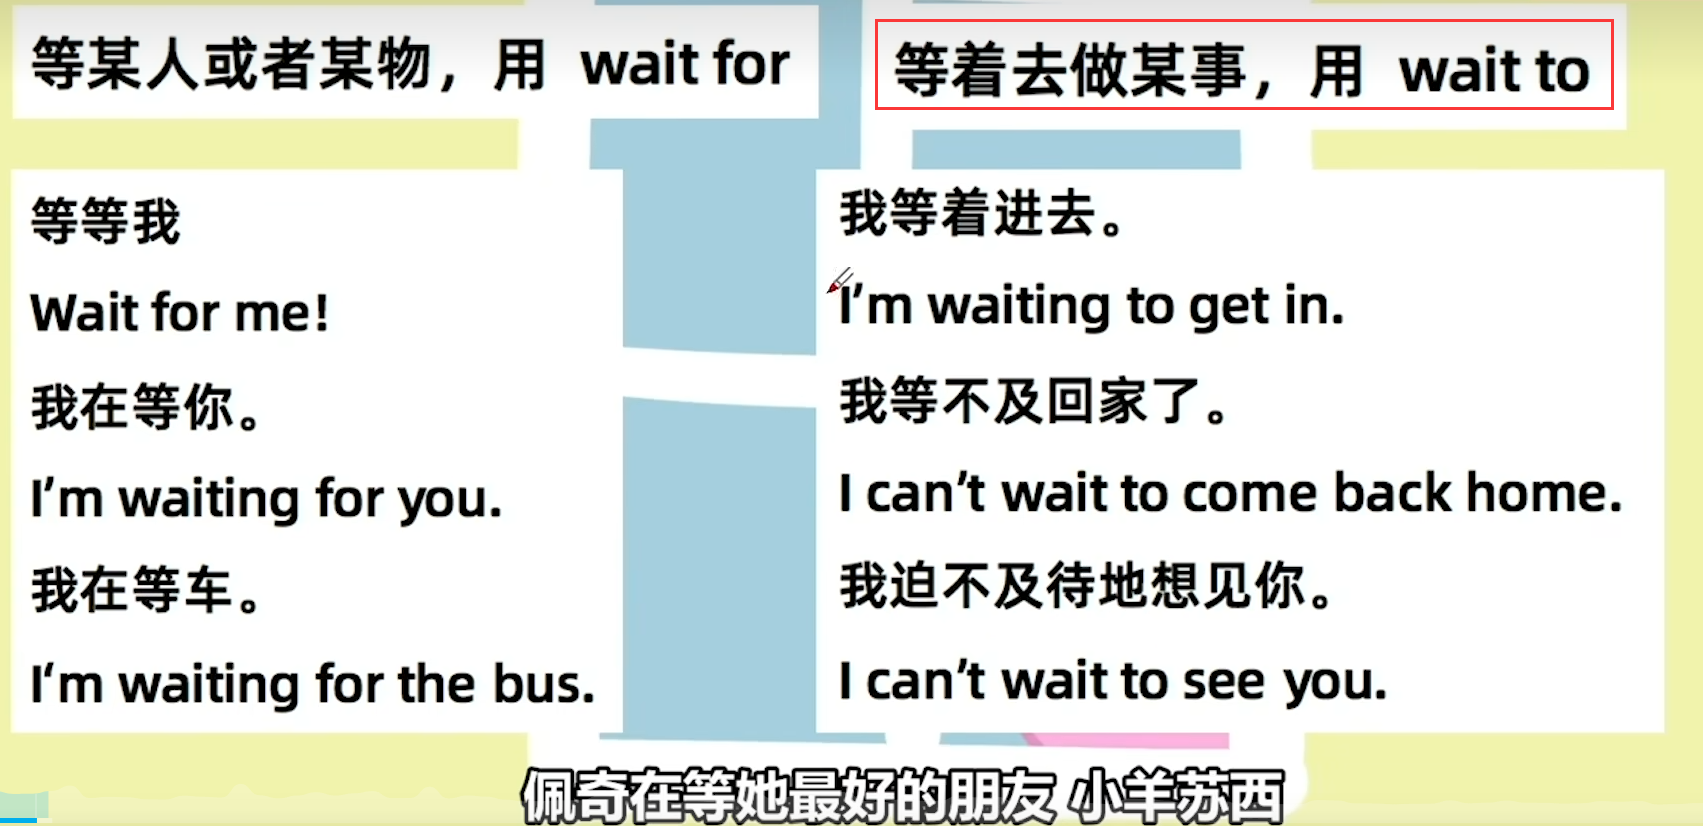 等某人或者某物，用 wait for
等等我
Wait for me!
我在等你。
I’m waiting for you.
我在等车。
I‘m waiting for the bus.
等着去做某事，用 wait to
我等着进去。
I’m waiting to get in.
我等不及回家了。
I can’t wait to come back home.
我迫不及待地想见你。
I can’t wait to see you.
佩奇在等她最好的朋友 小羊苏西